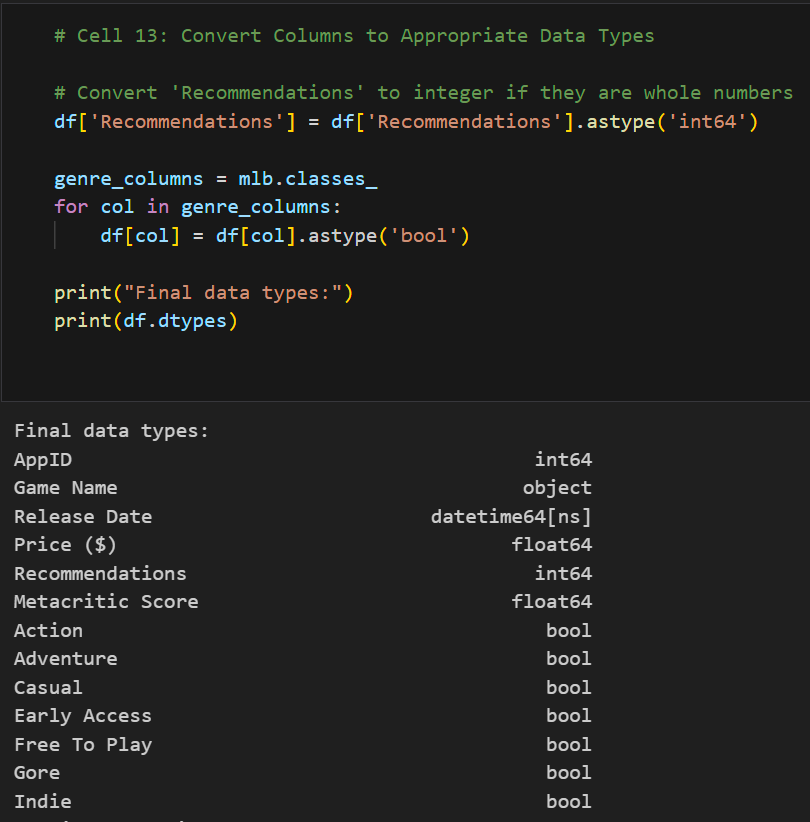 # Cell 13: Convert Columns to Appropriate Data Types
# Convert 'Recommendations' to integer if they are whole numbers
df['Recommendations'] = df['Recommendations'].astype('int64')
genre_columns = mlb.classes_
for col in genre_columns:
    df[col] = df[col].astype('bool')
print("Final data types:")
print(df.dtypes)
Final data types:
AppID int64
Game Name object
Release Date datetime64[ns]
Price ($) float64
Recommendations int64
Metacritic Score float64
Action bool
Adventure bool
Casual bool
Early Access bool
Free To Play bool
Gore bool
Indie bool